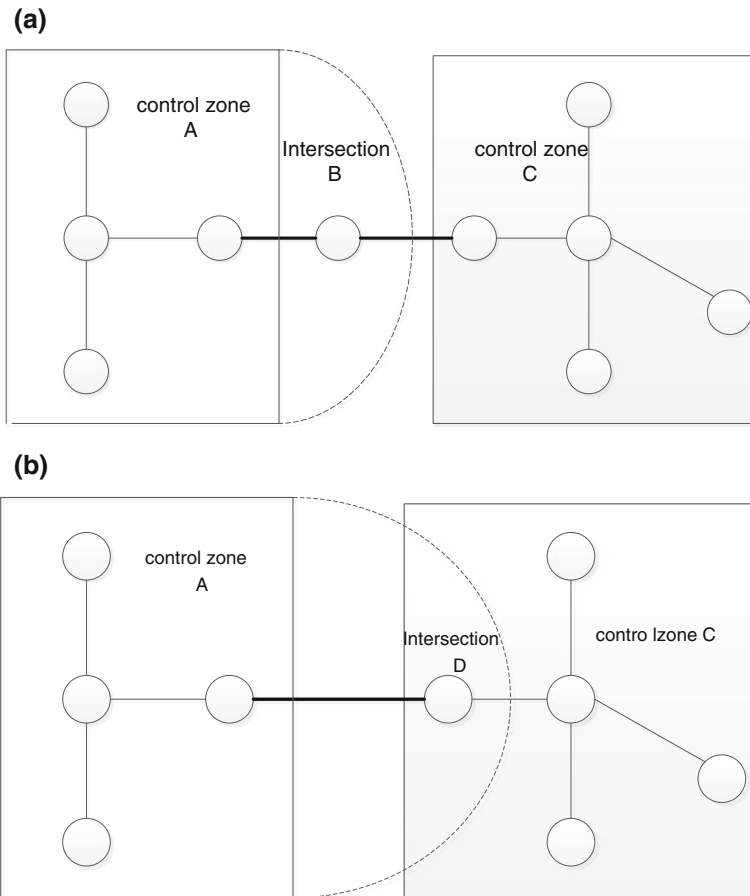 (a)
control zone
A
Intersection
B
control zone
C
(b)
control zone
A
Intersection
D
contro lzone C